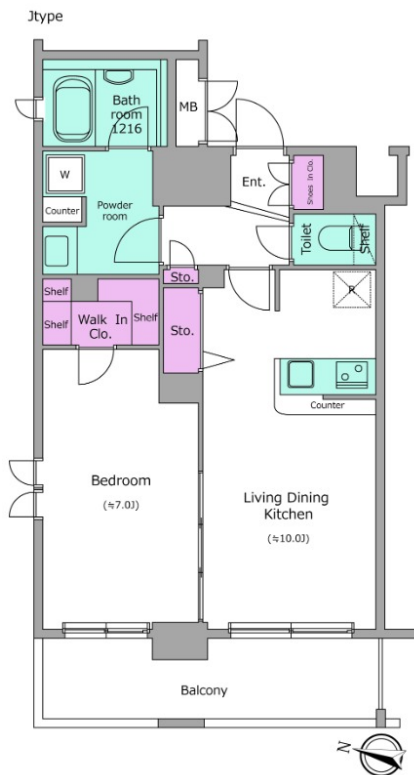 Jtype
Bath
room
1216
MB
W
Counter
Powder
room
Ent.
Shoes In Clo.
Toilet
Shelf
Sto.
R
Shelf
Shelf
Walk In
Clo.
Shelf
Sto.
Counter
Bedroom
(≒7.0J)
Living Dining
Kitchen
(≒10.0J)
Balcony
N